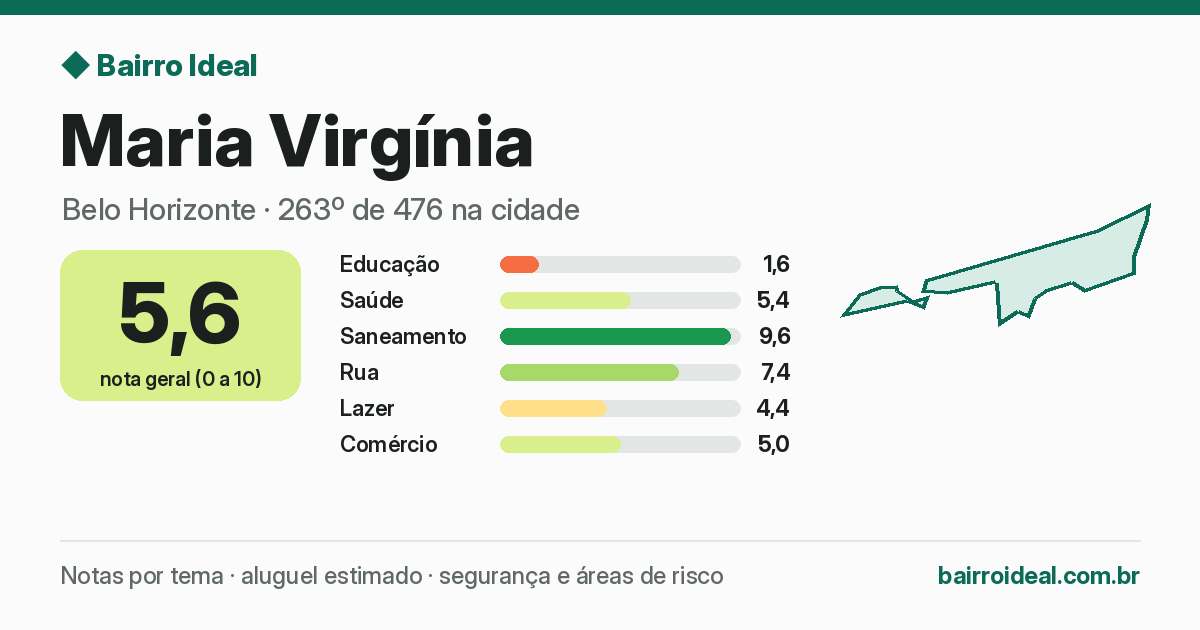 Bairro Ideal
Maria Virgínia
Belo Horizonte · 263º de 476 na cidade
5,6
nota geral (0 a 10)
Educação 1,6
Saúde 5,4
Saneamento 9,6
Rua 7,4
Lazer 4,4
Comércio 5,0
Notas por tema · aluguel estimado · segurança e áreas de risco
bairroideal.com.br